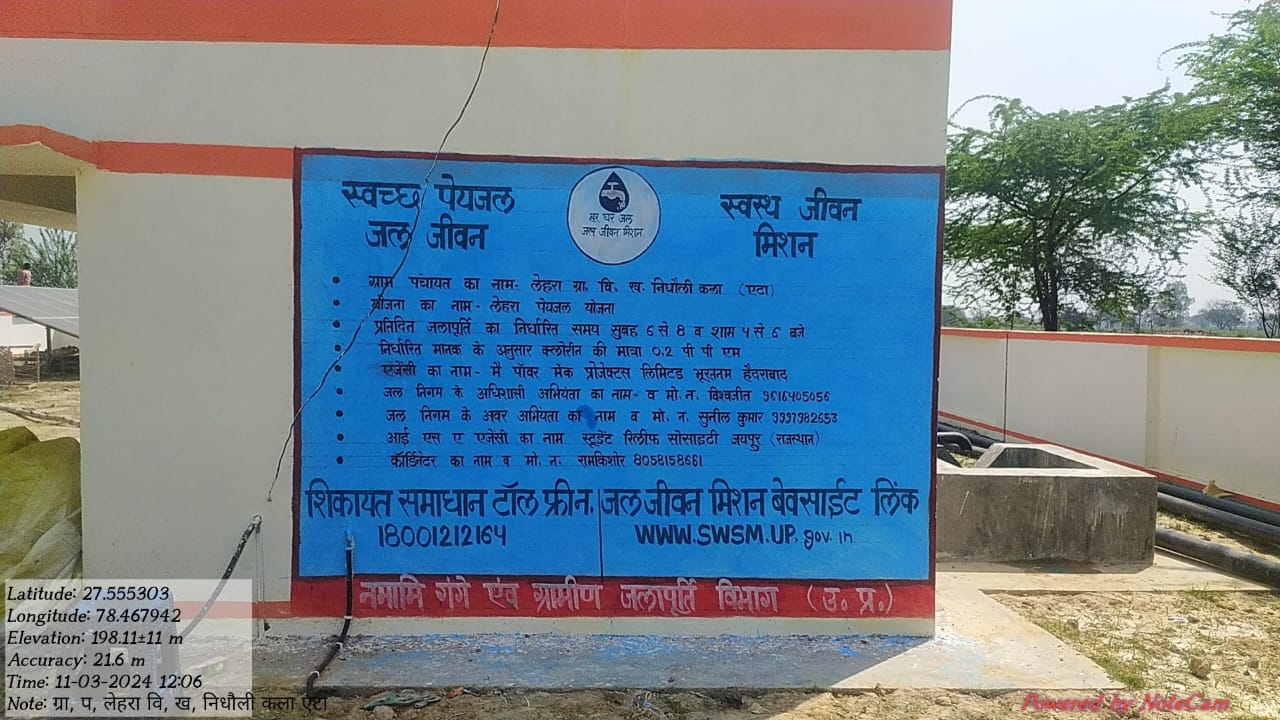 स्वच्छ पेयजल
जल जीवन
हर घर जल
जल जीवन मिशन
स्वस्थ जीवन
मिशन
• ग्राम पंचायत का नाम- लेहरा ग्रा. वि. ख. निधौली कला (एटा)
• योजना का नाम- लेहरा पेयजल योजना
• प्रतिदिन जलापूर्ति का निर्धारित समय सुबह 6 से 8 व शाम 4 से 6 बजे
• निर्धारित मानक के अनुसार क्लोरीन की मात्रा 0.2 पी पी एम
• एजेंसी का नाम- मै पॉवर मेक प्रोजेक्टस लिमिटड हैदराबाद
• जल निगम के अधिशासी अभियंता का नाम- व मो. न. विश्वजीत 9616405056
• जल निगम के अवर अभियंता का नाम व मो. न. सुनील कुमार 9997982653
• आई एस ए एजेंसी का नाम स्टूडेंट रिलीफ सोसाइटी जयपुर (राजस्थान)
• कॉर्डिनेटर का नाम व मो. न. रामकिशोर 8058158661
शिकायत समाधान टॉल फ्री न.
18001212164
जल जीवन मिशन बेवसाईट लिंक
WWW.SWSM.UP.gov.in
नमामि गंगे एंव ग्रामीण जलापूर्ति विभाग (उ. प्र.)
Latitude: 27.555303
Longitude: 78.467942
Elevation: 198.11±11 m
Accuracy: 21.6 m
Time: 11-03-2024 12:06
Note: ग्रा, प, लेहरा वि, ख, निधौली कला एटा
Powered by NoteCam